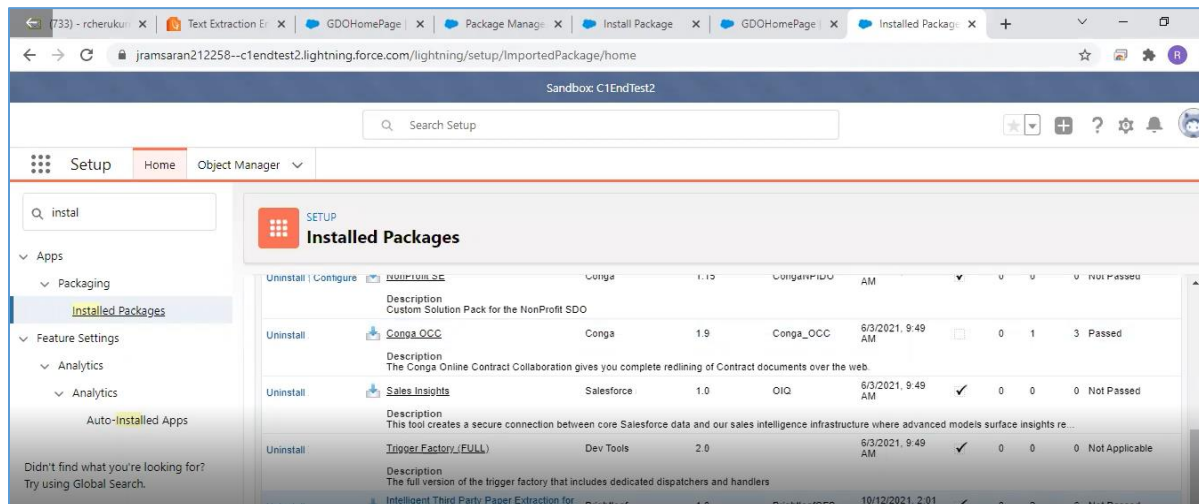 (733) - rcherukun
Text Extraction Er
GDOHomePage |
Package Manage
Install Package
GDOHomePage |
Installed Package
jramsaran212258--c1endtest2.lightning.force.com/lightning/setup/ImportedPackage/home
R
Sandbox: C1EndTest2
Search Setup
Setup Home Object Manager
instal
Apps
Packaging
Installed Packages
Feature Settings
Analytics
Analytics
Auto-Installed Apps
Didn't find what you're looking for?
Try using Global Search.
SETUP
Installed Packages
Uninstall | Configure NonProfit SE Conga 1.15 CongaNPIDO AM 0 0 0 Not Passed
Description
Custom Solution Pack for the NonProfit SDO
Uninstall Conga OCC Conga 1.9 Conga_OCC 6/3/2021, 9:49 AM 0 1 3 Passed
Description
The Conga Online Contract Collaboration gives you complete redlining of Contract documents over the web.
Uninstall Sales Insights Salesforce 1.0 OIQ 6/3/2021, 9:49 AM 0 0 0 Not Passed
Description
This tool creates a secure connection between core Salesforce data and our sales intelligence infrastructure where advanced models surface insights re...
Uninstall Trigger Factory (FULL) Dev Tools 2.0 6/3/2021, 9:49 AM 0 0 0 Not Applicable
Description
The full version of the trigger factory that includes dedicated dispatchers and handlers
Intelligent Third Party Paper Extraction for 10/12/2021, 2:01